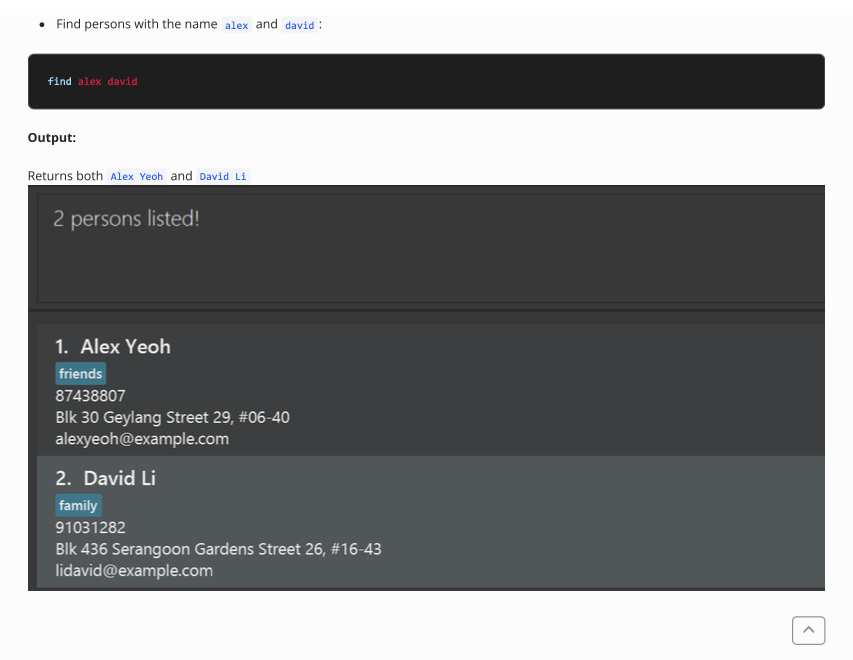 Find persons with the name alex and david :
find alex david
Output:
Returns both Alex Yeoh and David Li
2 persons listed!
1. Alex Yeoh
friends
87438807
Blk 30 Geylang Street 29, #06-40
alexyeoh@example.com
2. David Li
family
91031282
Blk 436 Serangoon Gardens Street 26, #16-43
lidavid@example.com